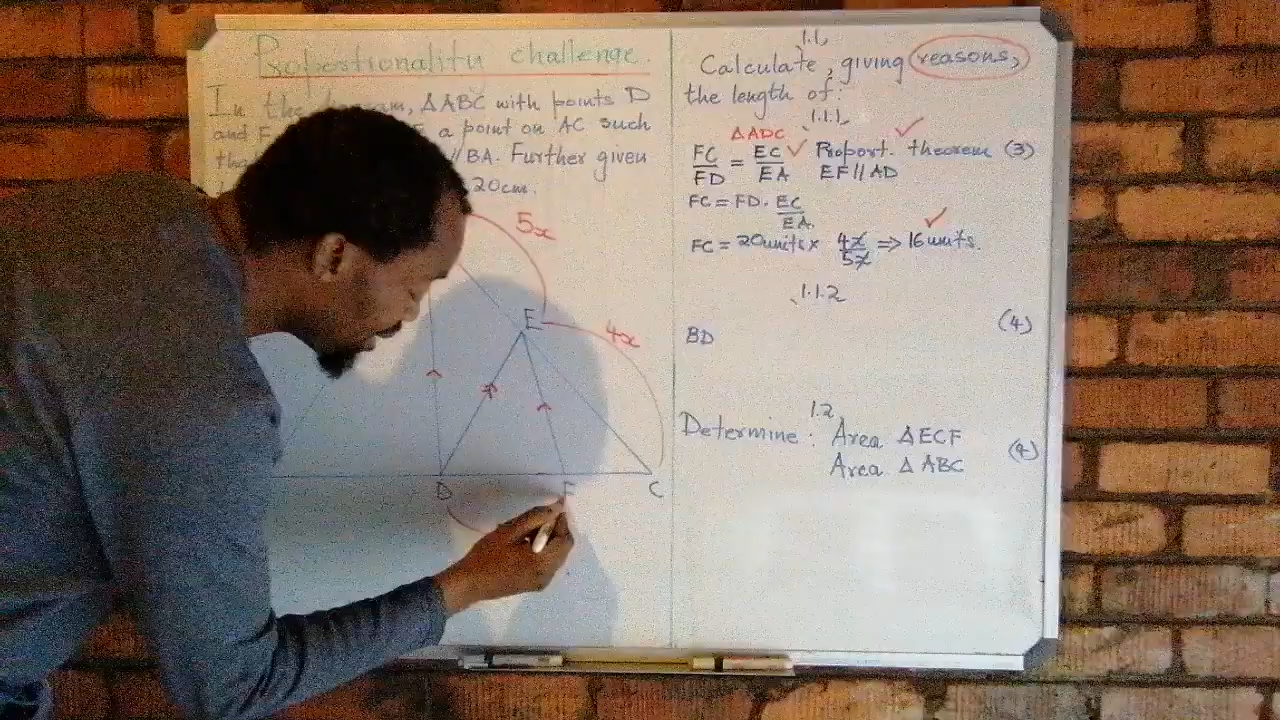 Proportionality challenge.
In the diagram, ΔABC with points D
and F a point on AC such
that // BA. Further given
20cm.
5x
E
4x
D F C
1.1.
Calculate, giving reasons,
the length of:
1.1.1.
ΔADC
FC/FD = EC/EA ✓ Proport. theorem (3) ✓
EF // AD
FC = FD . EC/EA.
FC = 20units x 4x/5x => 16 units. ✓
1.1.2
(4)
BD
1.2.
Determine: Area ΔECF
Area Δ ABC
(4)